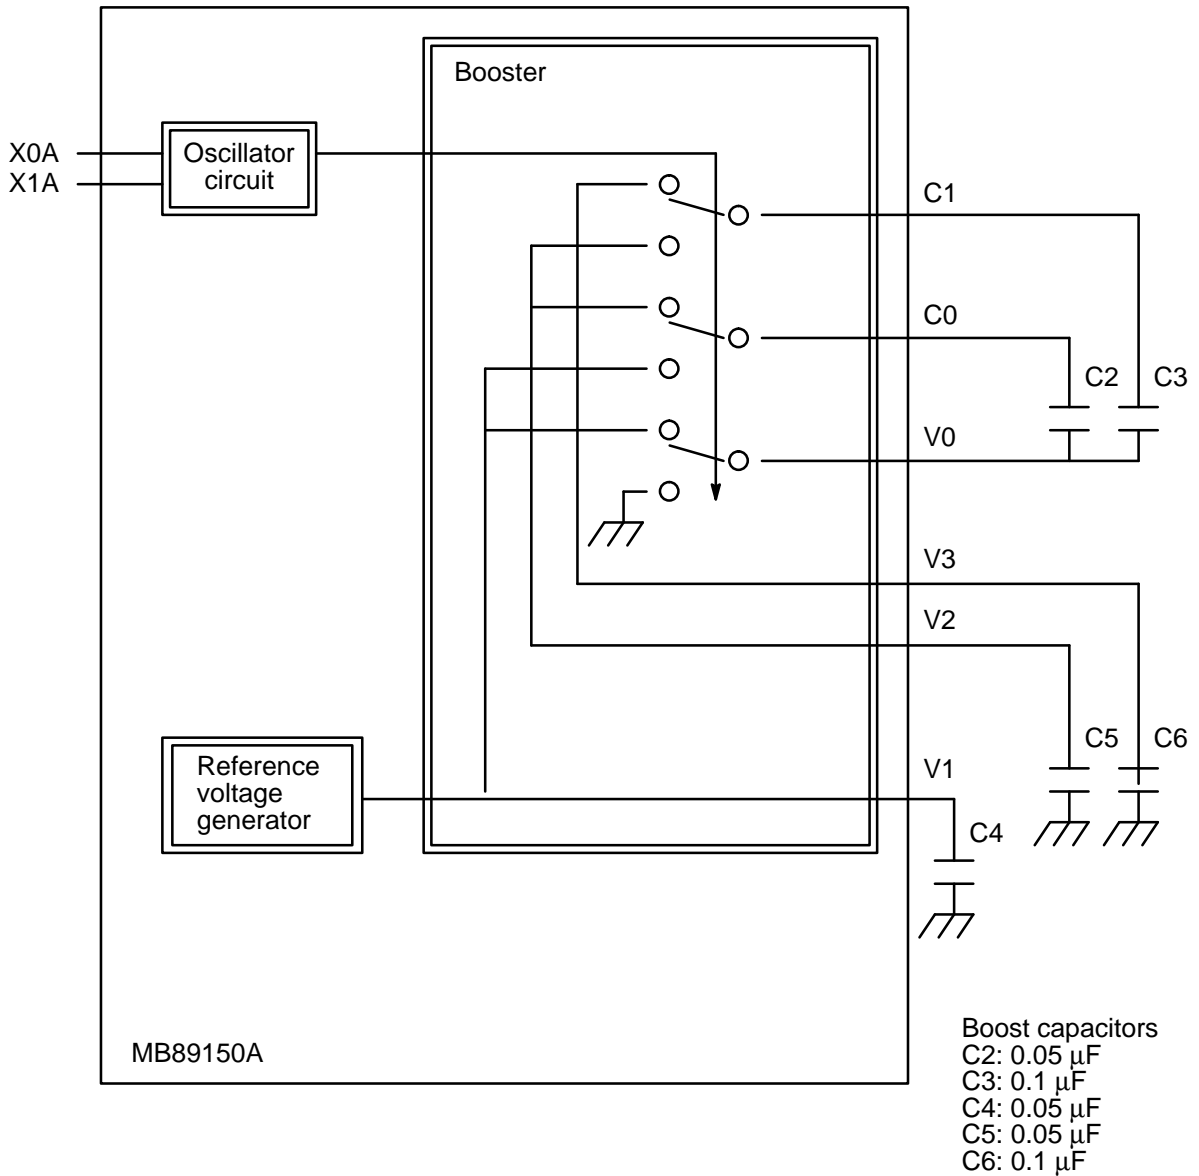 Booster
X0A
X1A
Oscillator
circuit
C1
C0
C2
C3
V0
V3
V2
C5
C6
V1
Reference
voltage
generator
C4
MB89150A
Boost capacitors
C2: 0.05 μF
C3: 0.1 μF
C4: 0.05 μF
C5: 0.05 μF
C6: 0.1 μF